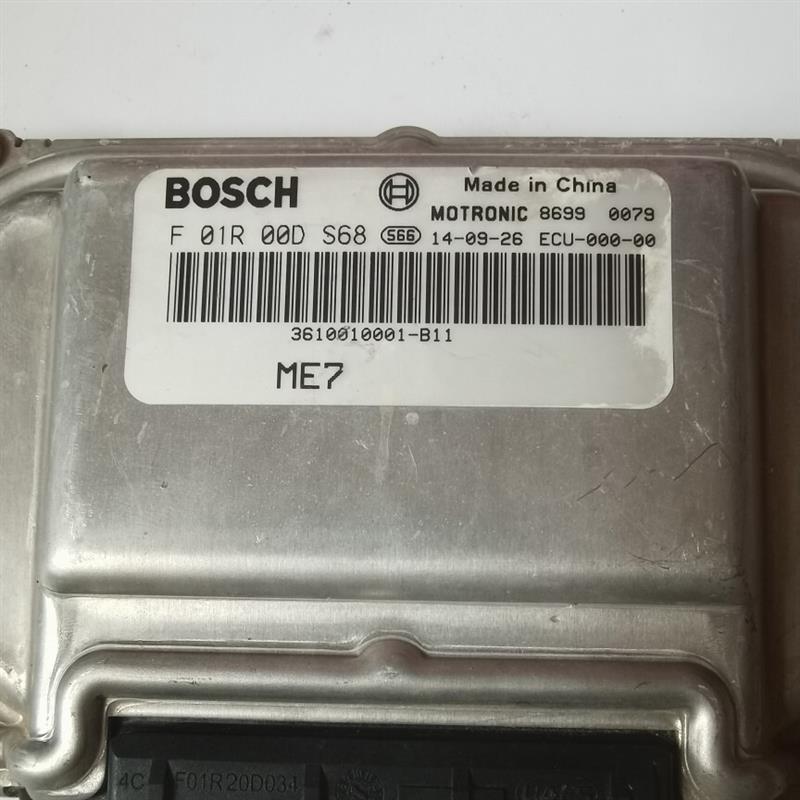 BOSCH Made in China
MOTRONIC 8699 0079
F 01R 00D S68 S66 14-09-26 ECU-000-00
3610010001-B11
ME7
4C F01R20D034